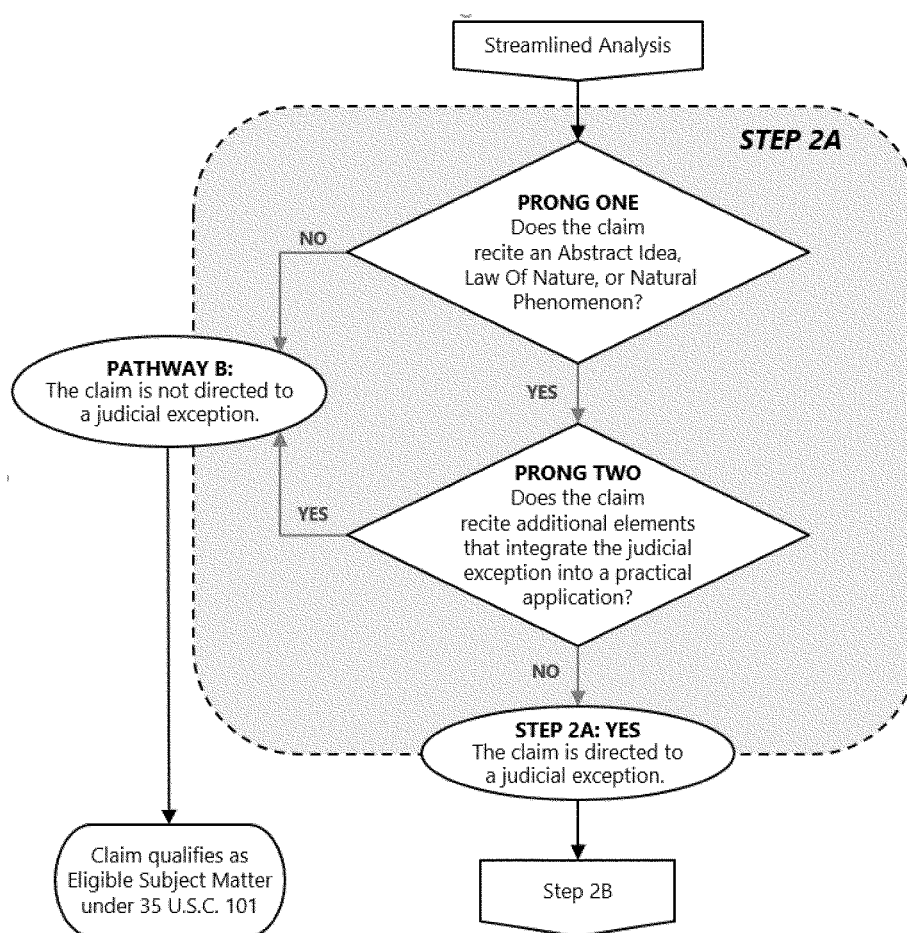 Streamlined Analysis
STEP 2A
PRONG ONE
Does the claim
recite an Abstract Idea,
Law Of Nature, or Natural
Phenomenon?
NO
PATHWAY B:
The claim is not directed to
a judicial exception.
YES
PRONG TWO
Does the claim
recite additional elements
that integrate the judicial
exception into a practical
application?
YES
NO
STEP 2A: YES
The claim is directed to
a judicial exception.
Claim qualifies as
Eligible Subject Matter
under 35 U.S.C. 101
Step 2B